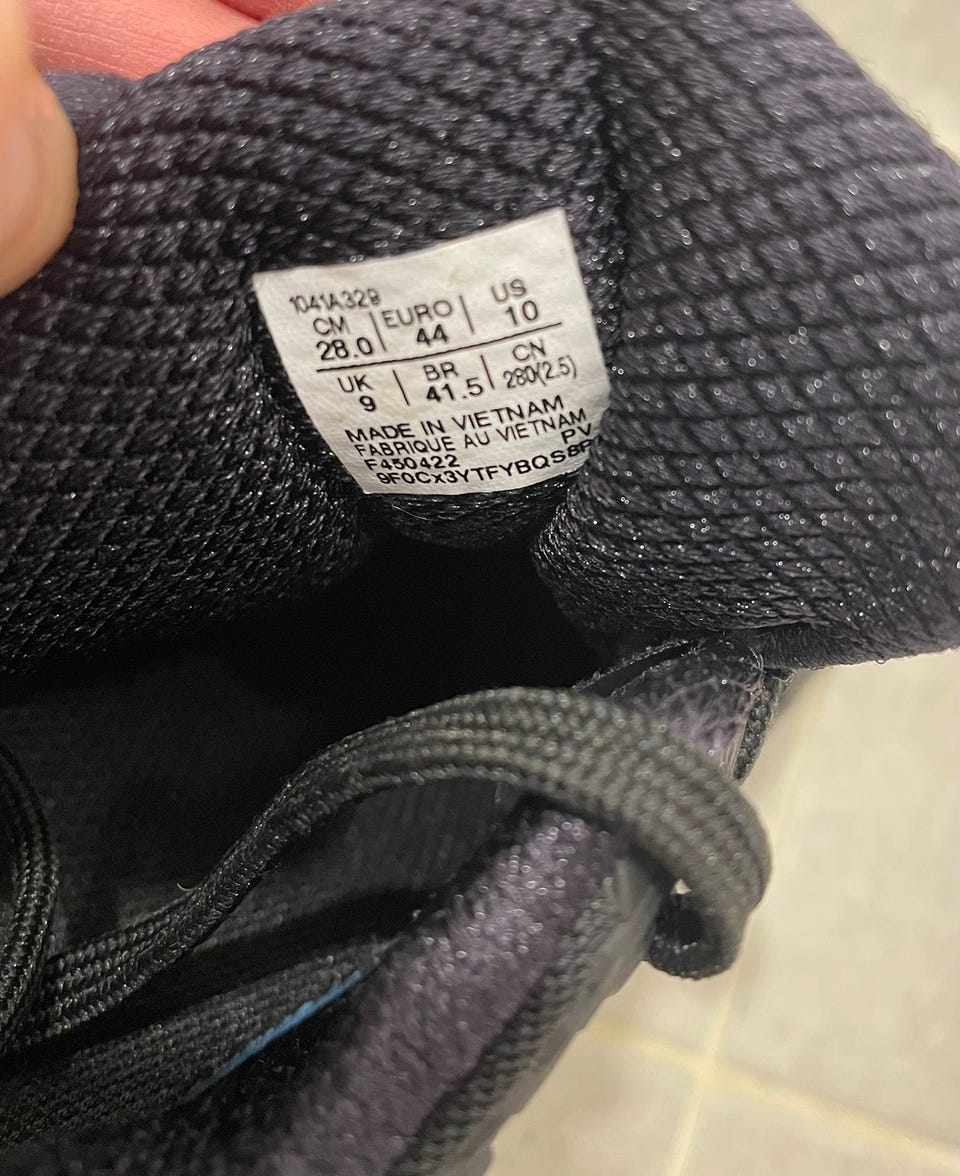 1041A329
CM EURO US
28.0 44 10
UK BR CN
9 41.5 280(2.5)
MADE IN VIETNAM
FABRIQUE AU VIETNAM
F450422 PV